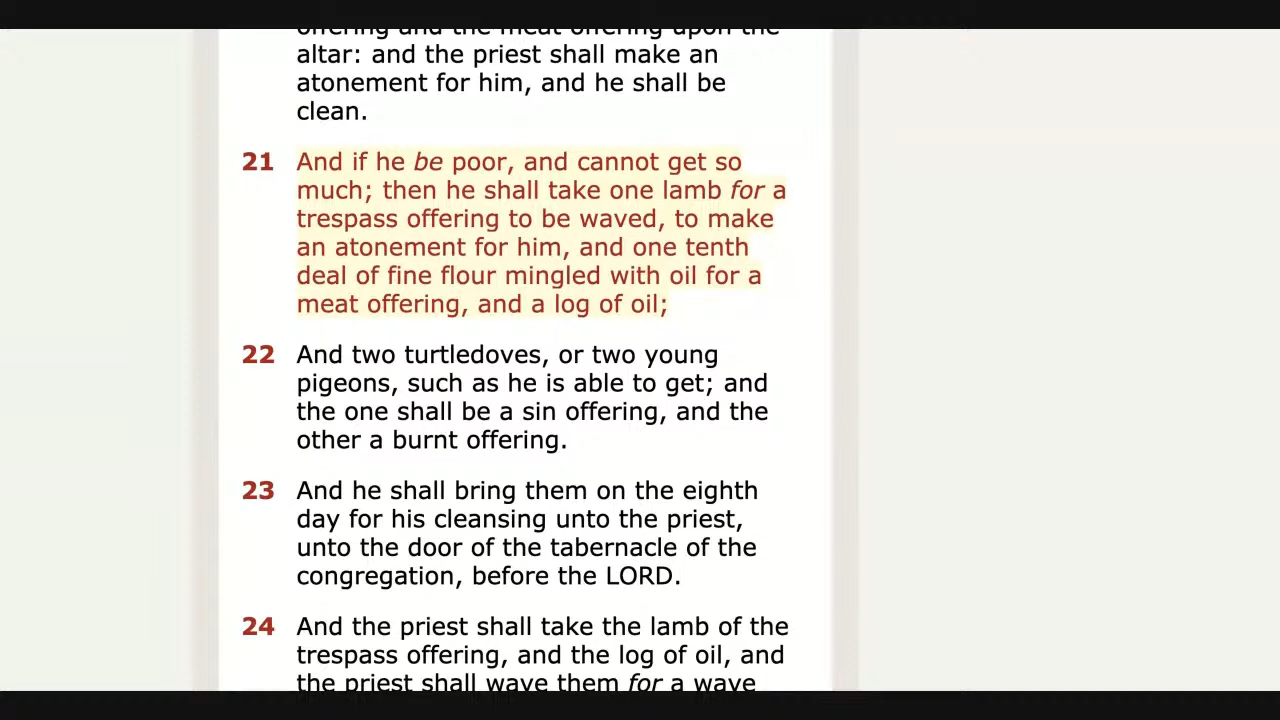 offering and the meat offering upon the
altar: and the priest shall make an
atonement for him, and he shall be
clean.
21 And if he be poor, and cannot get so
much; then he shall take one lamb for a
trespass offering to be waved, to make
an atonement for him, and one tenth
deal of fine flour mingled with oil for a
meat offering, and a log of oil;
22 And two turtledoves, or two young
pigeons, such as he is able to get; and
the one shall be a sin offering, and the
other a burnt offering.
23 And he shall bring them on the eighth
day for his cleansing unto the priest,
unto the door of the tabernacle of the
congregation, before the LORD.
24 And the priest shall take the lamb of the
trespass offering, and the log of oil, and
the priest shall wave them for a wave